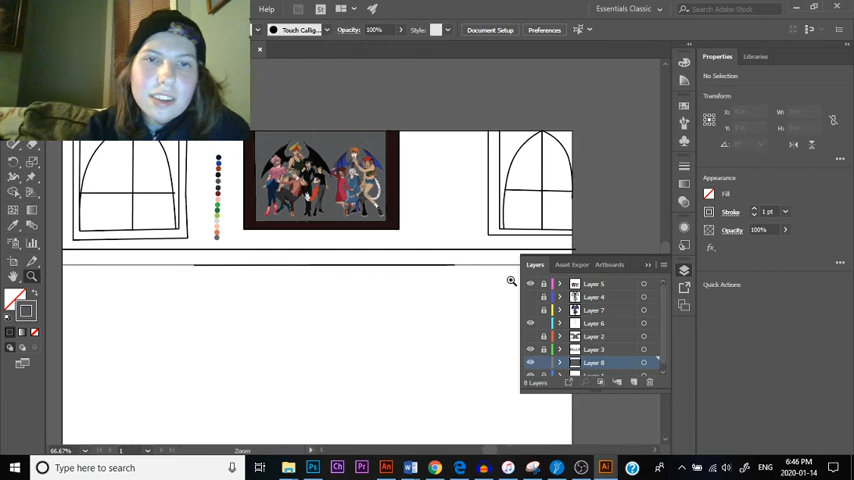 Help
Essentials Classic
Search Adobe Stock
Touch Callig...
Opacity: 100%
Style:
Document Setup
Preferences
Properties
Libraries
No Selection
Transform
X:
W:
Y:
H:
Appearance
Fill
Stroke
1 pt
Opacity
100%
fx.
Quick Actions
Layers
Asset Expor
Artboards
Layer 5
Layer 4
Layer 7
Layer 6
Layer 2
Layer 3
Layer 8
8 Layers
66.67%
1
Zoom
Type here to search
ENG
6:46 PM
2020-01-14